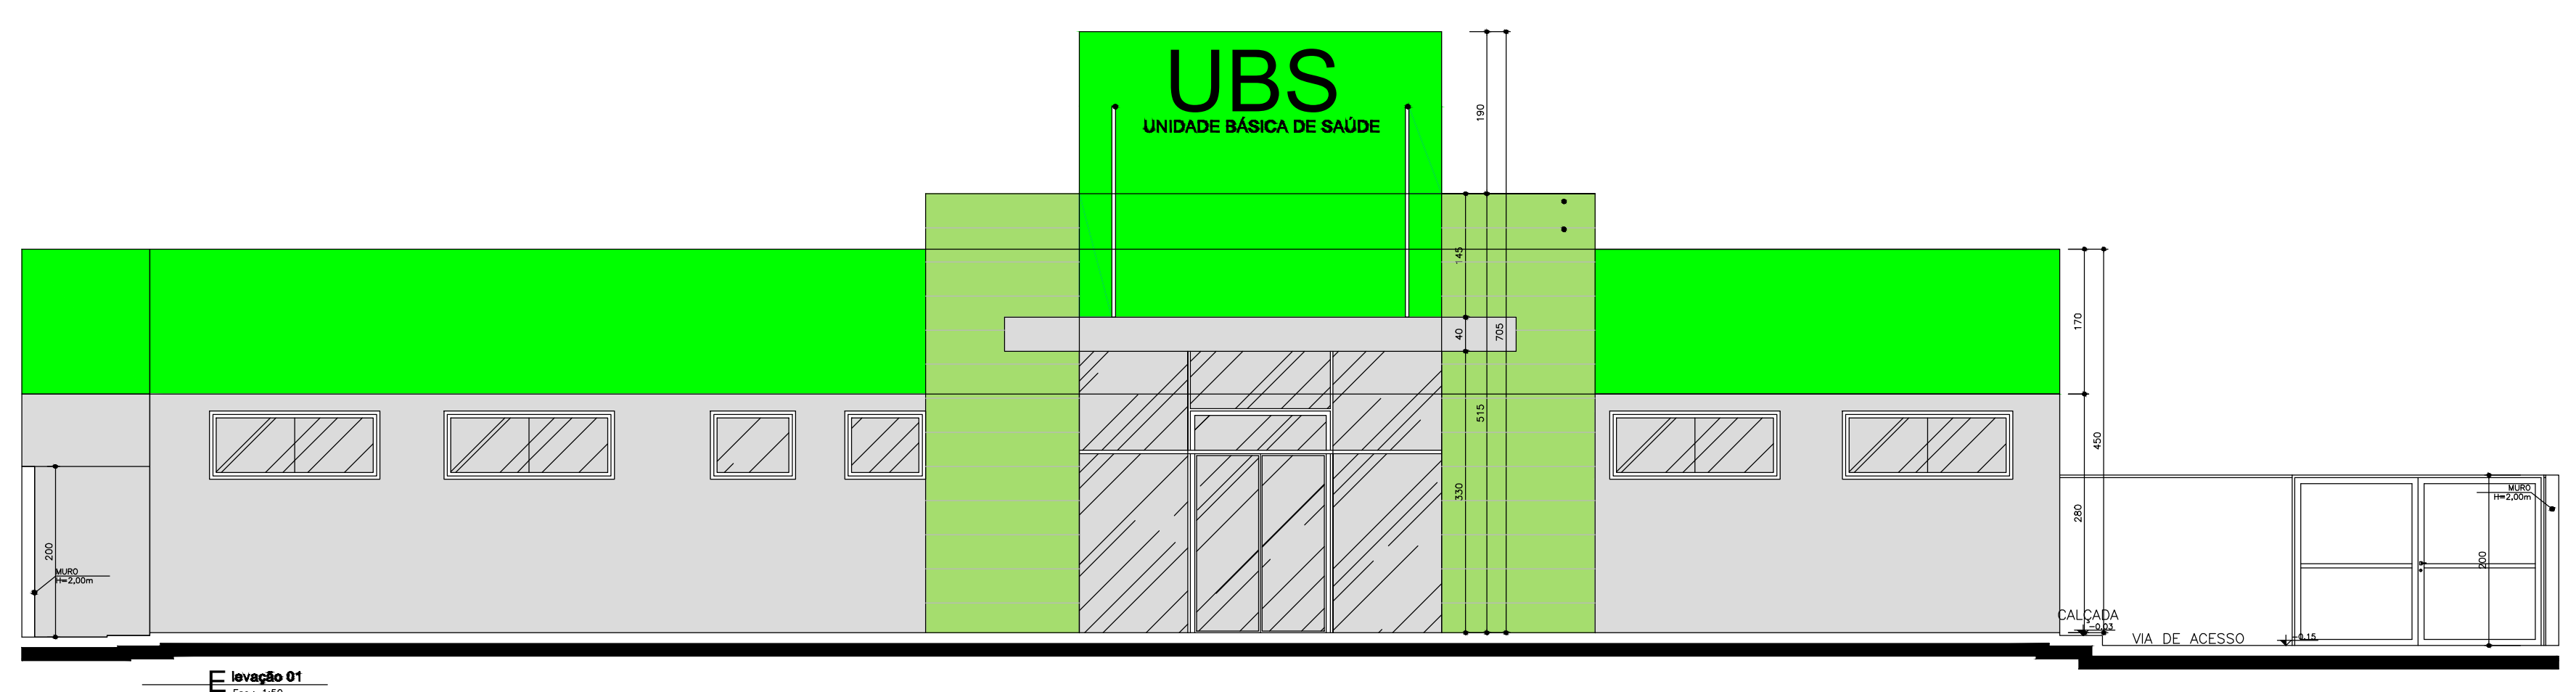 UBS
UNIDADE BÁSICA DE SAÚDE
190
145
40
705
515
330
170
450
280
200
MURO
H=2,00m
MURO
H=2,00m
200
CALÇADA
-0.03
VIA DE ACESSO
-0.15
Elevação 01